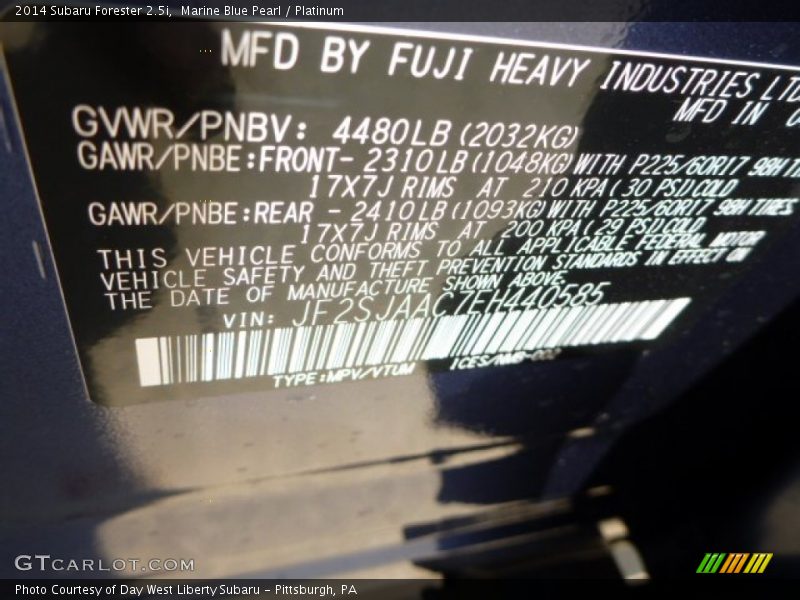 2014 Subaru Forester 2.5i, Marine Blue Pearl / Platinum
MFD BY FUJI HEAVY INDUSTRIES LTD
MFD IN
GVWR/PNBV: 4480LB (2032KG)
GAWR/PNBE:FRONT- 2310LB (1048KG) WITH P225/60R17 98H
17X7J RIMS AT 210 KPA (30 PSI) COLD
GAWR/PNBE:REAR - 2410LB (1093KG) WITH P225/60R17 98H TIRES
17X7J RIMS AT 200 KPA (29 PSI) COLD
THIS VEHICLE CONFORMS TO ALL APPLICABLE FEDERAL MOTOR
VEHICLE SAFETY AND THEFT PREVENTION STANDARDS IN EFFECT ON
THE DATE OF MANUFACTURE SHOWN ABOVE.
VIN: JF2SJAAC7EH440585
TYPE:MPV/VTUM
GTCARLOT.COM
Photo Courtesy of Day West Liberty Subaru - Pittsburgh, PA